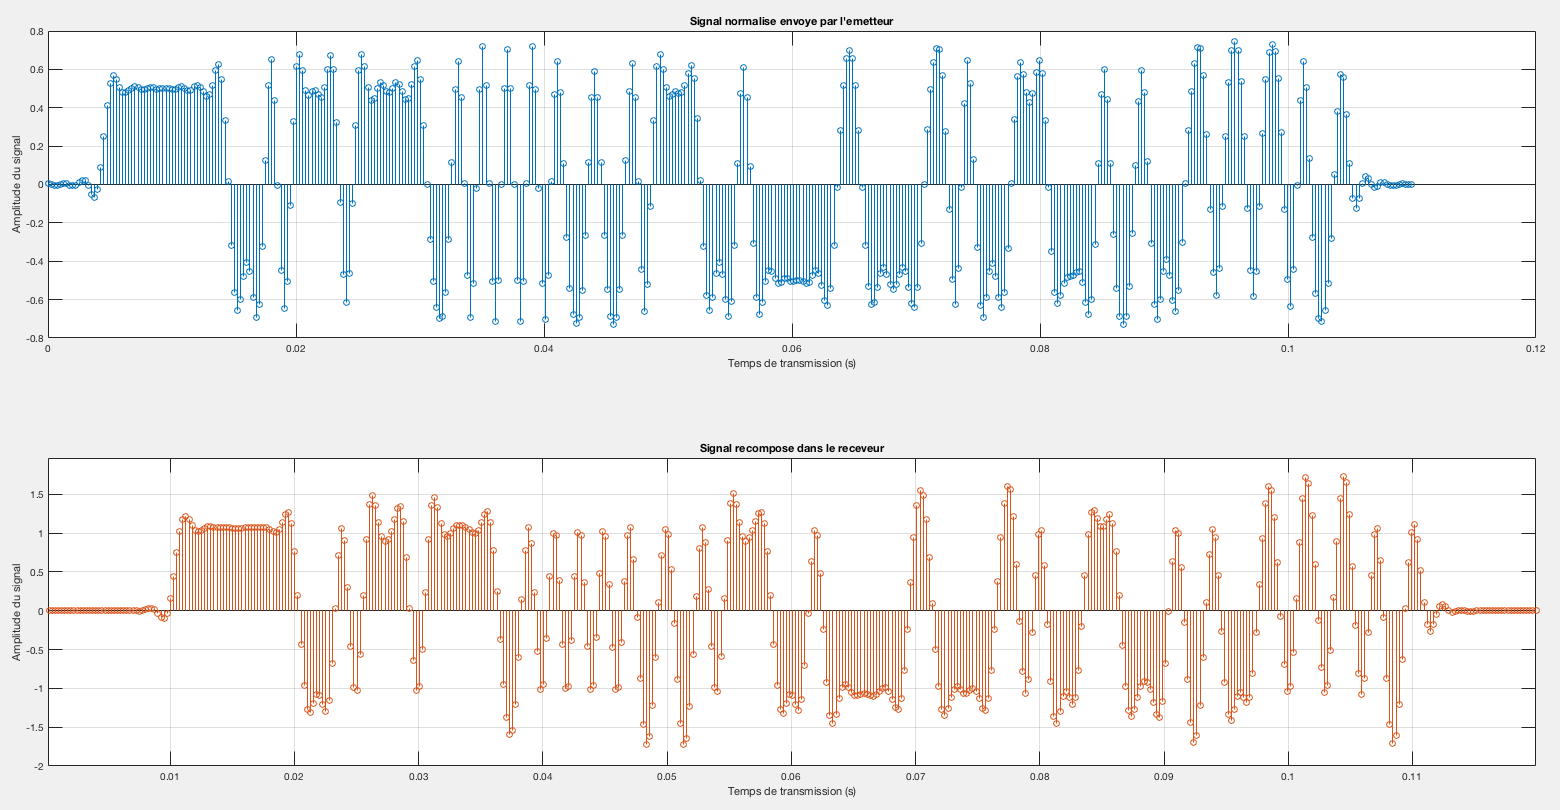 Signal normalise envoye par l'emetteur
Amplitude du signal
0.8
0.6
0.4
0.2
0
-0.2
-0.4
-0.6
-0.8
0 0.02 0.04 0.06 0.08 0.1 0.12
Temps de transmission (s)
Signal recompose dans le receveur
Amplitude du signal
1.5
1
0.5
0
-0.5
-1
-1.5
-2
0.01 0.02 0.03 0.04 0.05 0.06 0.07 0.08 0.09 0.1 0.11
Temps de transmission (s)